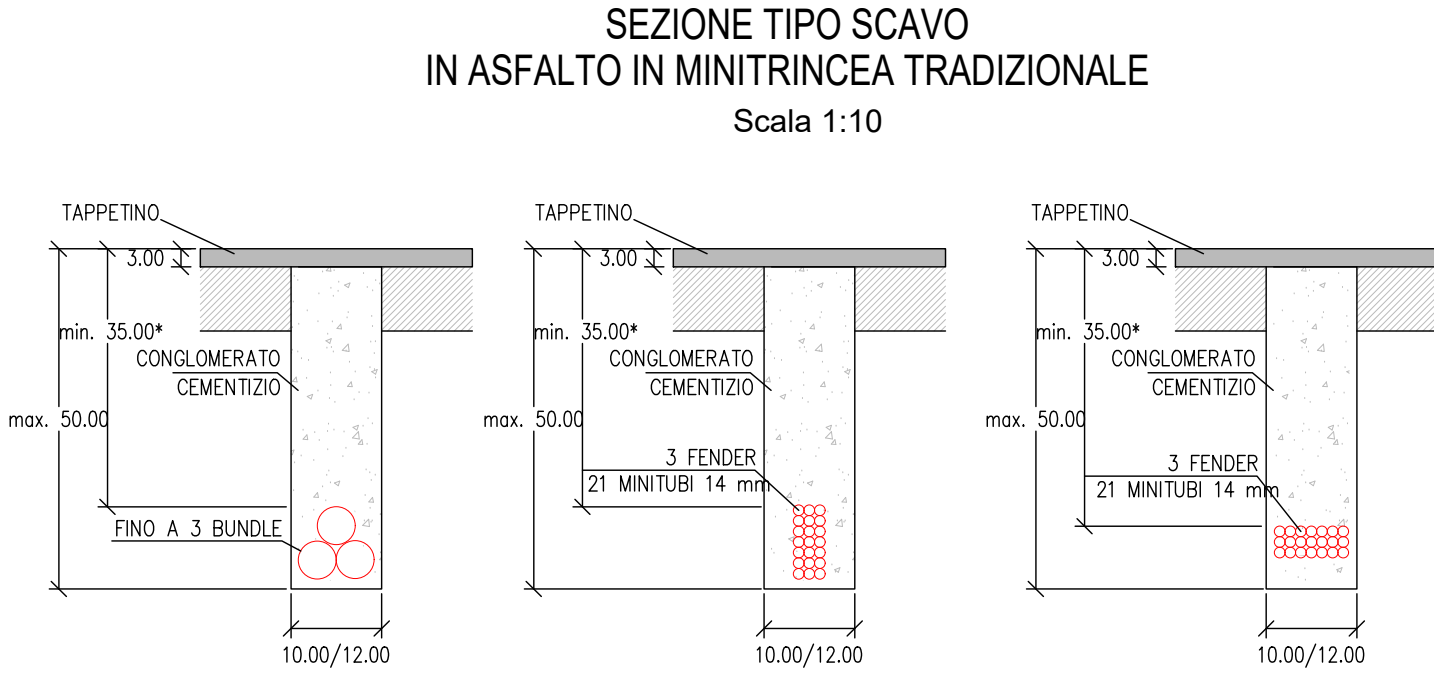 SEZIONE TIPO SCAVO
IN ASFALTO IN MINITRINCEA TRADIZIONALE
Scala 1:10
TAPPETINO
3.00
min. 35.00*
CONGLOMERATO
CEMENTIZIO
max. 50.00
FINO A 3 BUNDLE
10.00/12.00
TAPPETINO
3.00
min. 35.00*
CONGLOMERATO
CEMENTIZIO
max. 50.00
3 FENDER
21 MINITUBI 14 mm
10.00/12.00
TAPPETINO
3.00
min. 35.00*
CONGLOMERATO
CEMENTIZIO
max. 50.00
3 FENDER
21 MINITUBI 14 mm
10.00/12.00